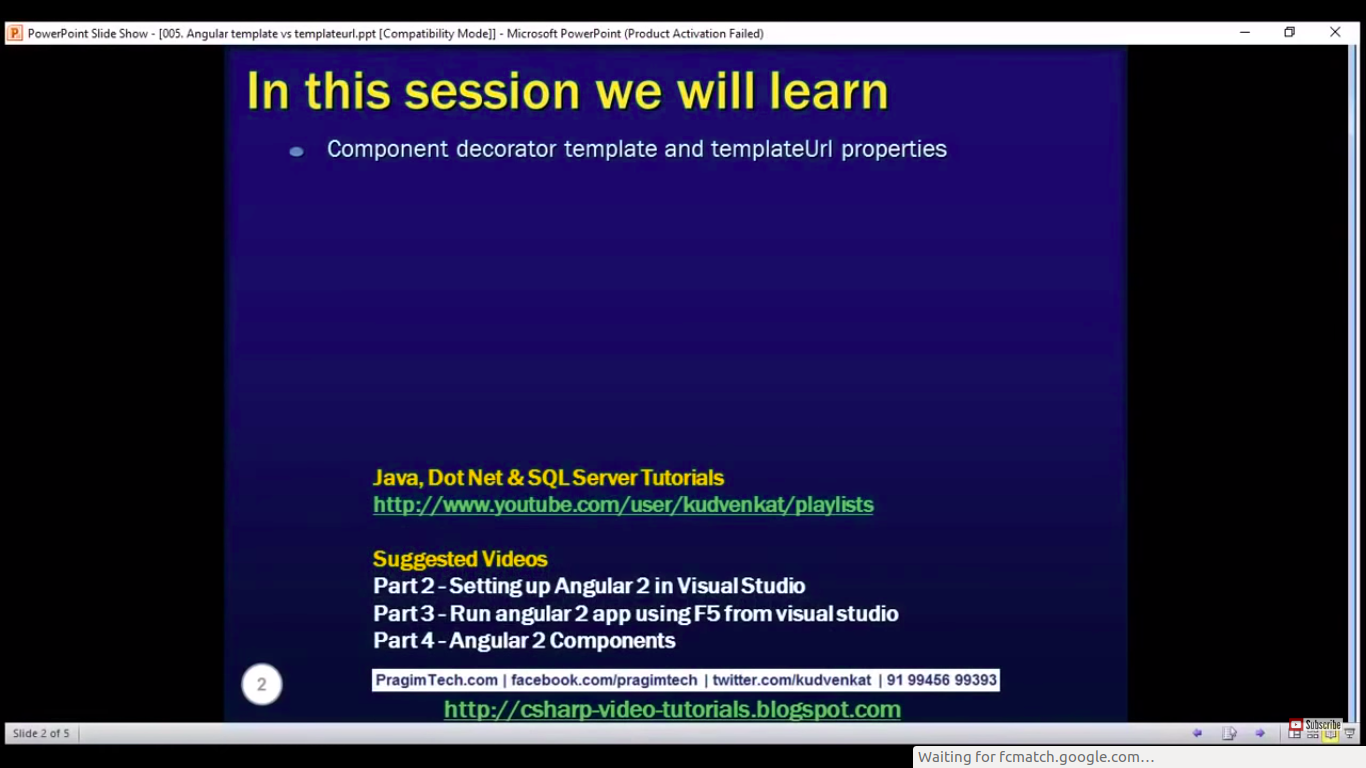 PowerPoint Slide Show - [005. Angular template vs templateurl.ppt [Compatibility Mode]] - Microsoft PowerPoint (Product Activation Failed)
In this session we will learn
Component decorator template and templateUrl properties
Java, Dot Net & SQL Server Tutorials
http://www.youtube.com/user/kudvenkat/playlists
Suggested Videos
Part 2 - Setting up Angular 2 in Visual Studio
Part 3 - Run angular 2 app using F5 from visual studio
Part 4 - Angular 2 Components
2
PragimTech.com | facebook.com/pragimtech | twitter.com/kudvenkat | 91 99456 99393
http://csharp-video-tutorials.blogspot.com
Slide 2 of 5
Subscribe
Waiting for fcmatch.google.com…